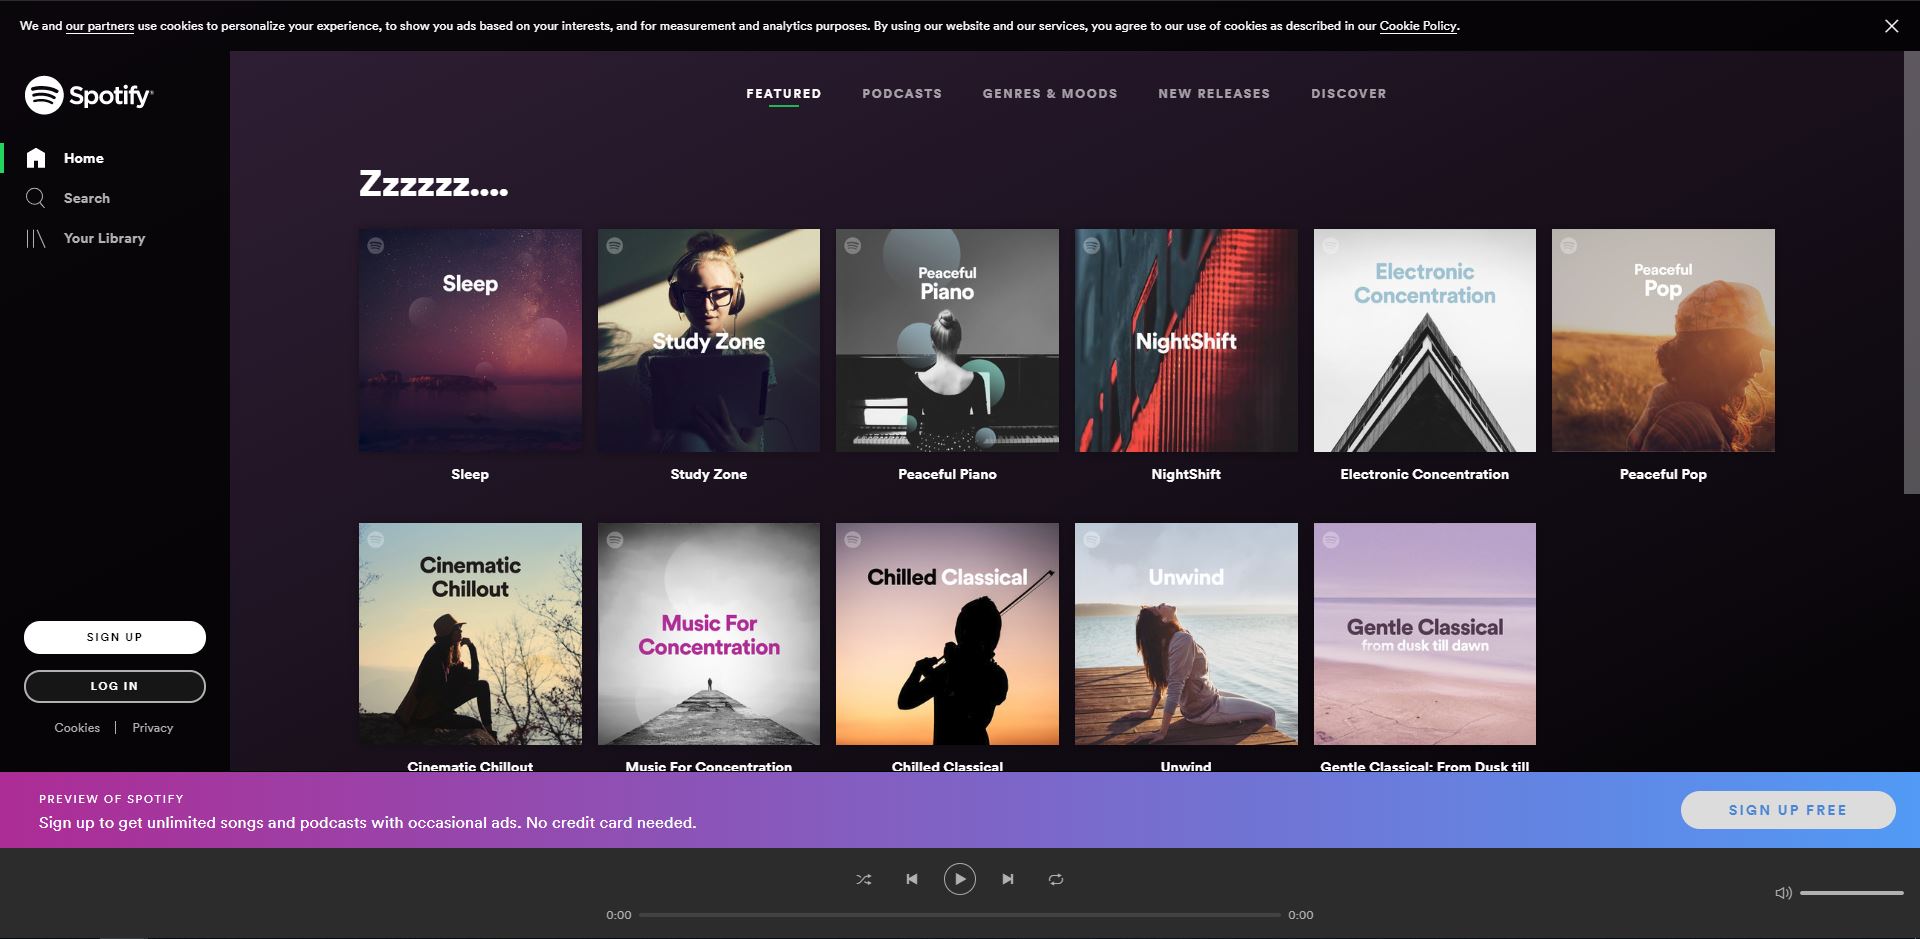 We and our partners use cookies to personalize your experience, to show you ads based on your interests, and for measurement and analytics purposes. By using our website and our services, you agree to our use of cookies as described in our Cookie Policy.
Spotify
Home
Search
Your Library
SIGN UP
LOG IN
Cookies | Privacy
FEATURED PODCASTS GENRES & MOODS NEW RELEASES DISCOVER
Zzzzzz....
Sleep
Study Zone
Peaceful
Piano
NightShift
Electronic
Concentration
Peaceful
Pop
Sleep Study Zone Peaceful Piano NightShift Electronic Concentration Peaceful Pop
Cinematic
Chillout
Music For
Concentration
Chilled Classical
Unwind
Gentle Classical
from dusk till dawn
Cinematic Chillout Music For Concentration Chilled Classical Unwind Gentle Classical: From Dusk till
PREVIEW OF SPOTIFY
Sign up to get unlimited songs and podcasts with occasional ads. No credit card needed.
SIGN UP FREE
0:00 0:00